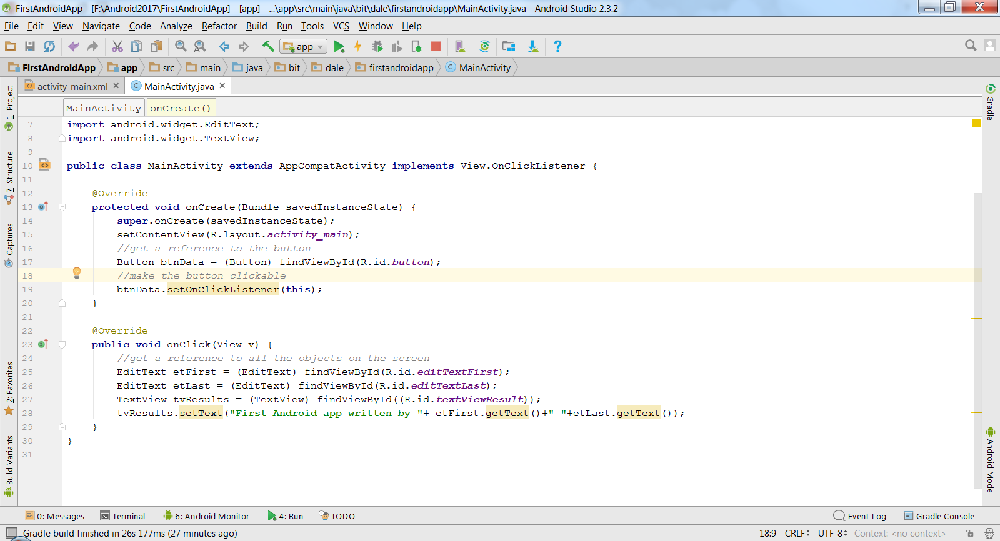 FirstAndroidApp - [F:\Android2017\FirstAndroidApp] - [app] - ...\app\src\main\java\bit\dale\firstandroidapp\MainActivity.java - Android Studio 2.3.2
File Edit View Navigate Code Analyze Refactor Build Run Tools VCS Window Help
app
FirstAndroidApp app src main java bit dale firstandroidapp MainActivity
activity_main.xml MainActivity.java
MainActivity onCreate()
7 import android.widget.EditText;
8 import android.widget.TextView;
9
10 public class MainActivity extends AppCompatActivity implements View.OnClickListener {
11
12 @Override
13 protected void onCreate(Bundle savedInstanceState) {
14 super.onCreate(savedInstanceState);
15 setContentView(R.layout.activity_main);
16 //get a reference to the button
17 Button btnData = (Button) findViewById(R.id.button);
18 //make the button clickable
19 btnData.setOnClickListener(this);
20 }
21
22 @Override
23 public void onClick(View v) {
24 //get a reference to all the objects on the screen
25 EditText etFirst = (EditText) findViewById(R.id.editTextFirst);
26 EditText etLast = (EditText) findViewById(R.id.editTextLast);
27 TextView tvResults = (TextView) findViewById((R.id.textViewResult));
28 tvResults.setText("First Android app written by "+ etFirst.getText()+" "+etLast.getText());
29 }
30 }
31
1: Project
7: Structure
Captures
2: Favorites
Build Variants
Gradle
Android Model
0: Messages Terminal 6: Android Monitor 4: Run TODO Event Log Gradle Console
Gradle build finished in 26s 177ms (27 minutes ago) 18:9 CRLF UTF-8 Context: <no context>